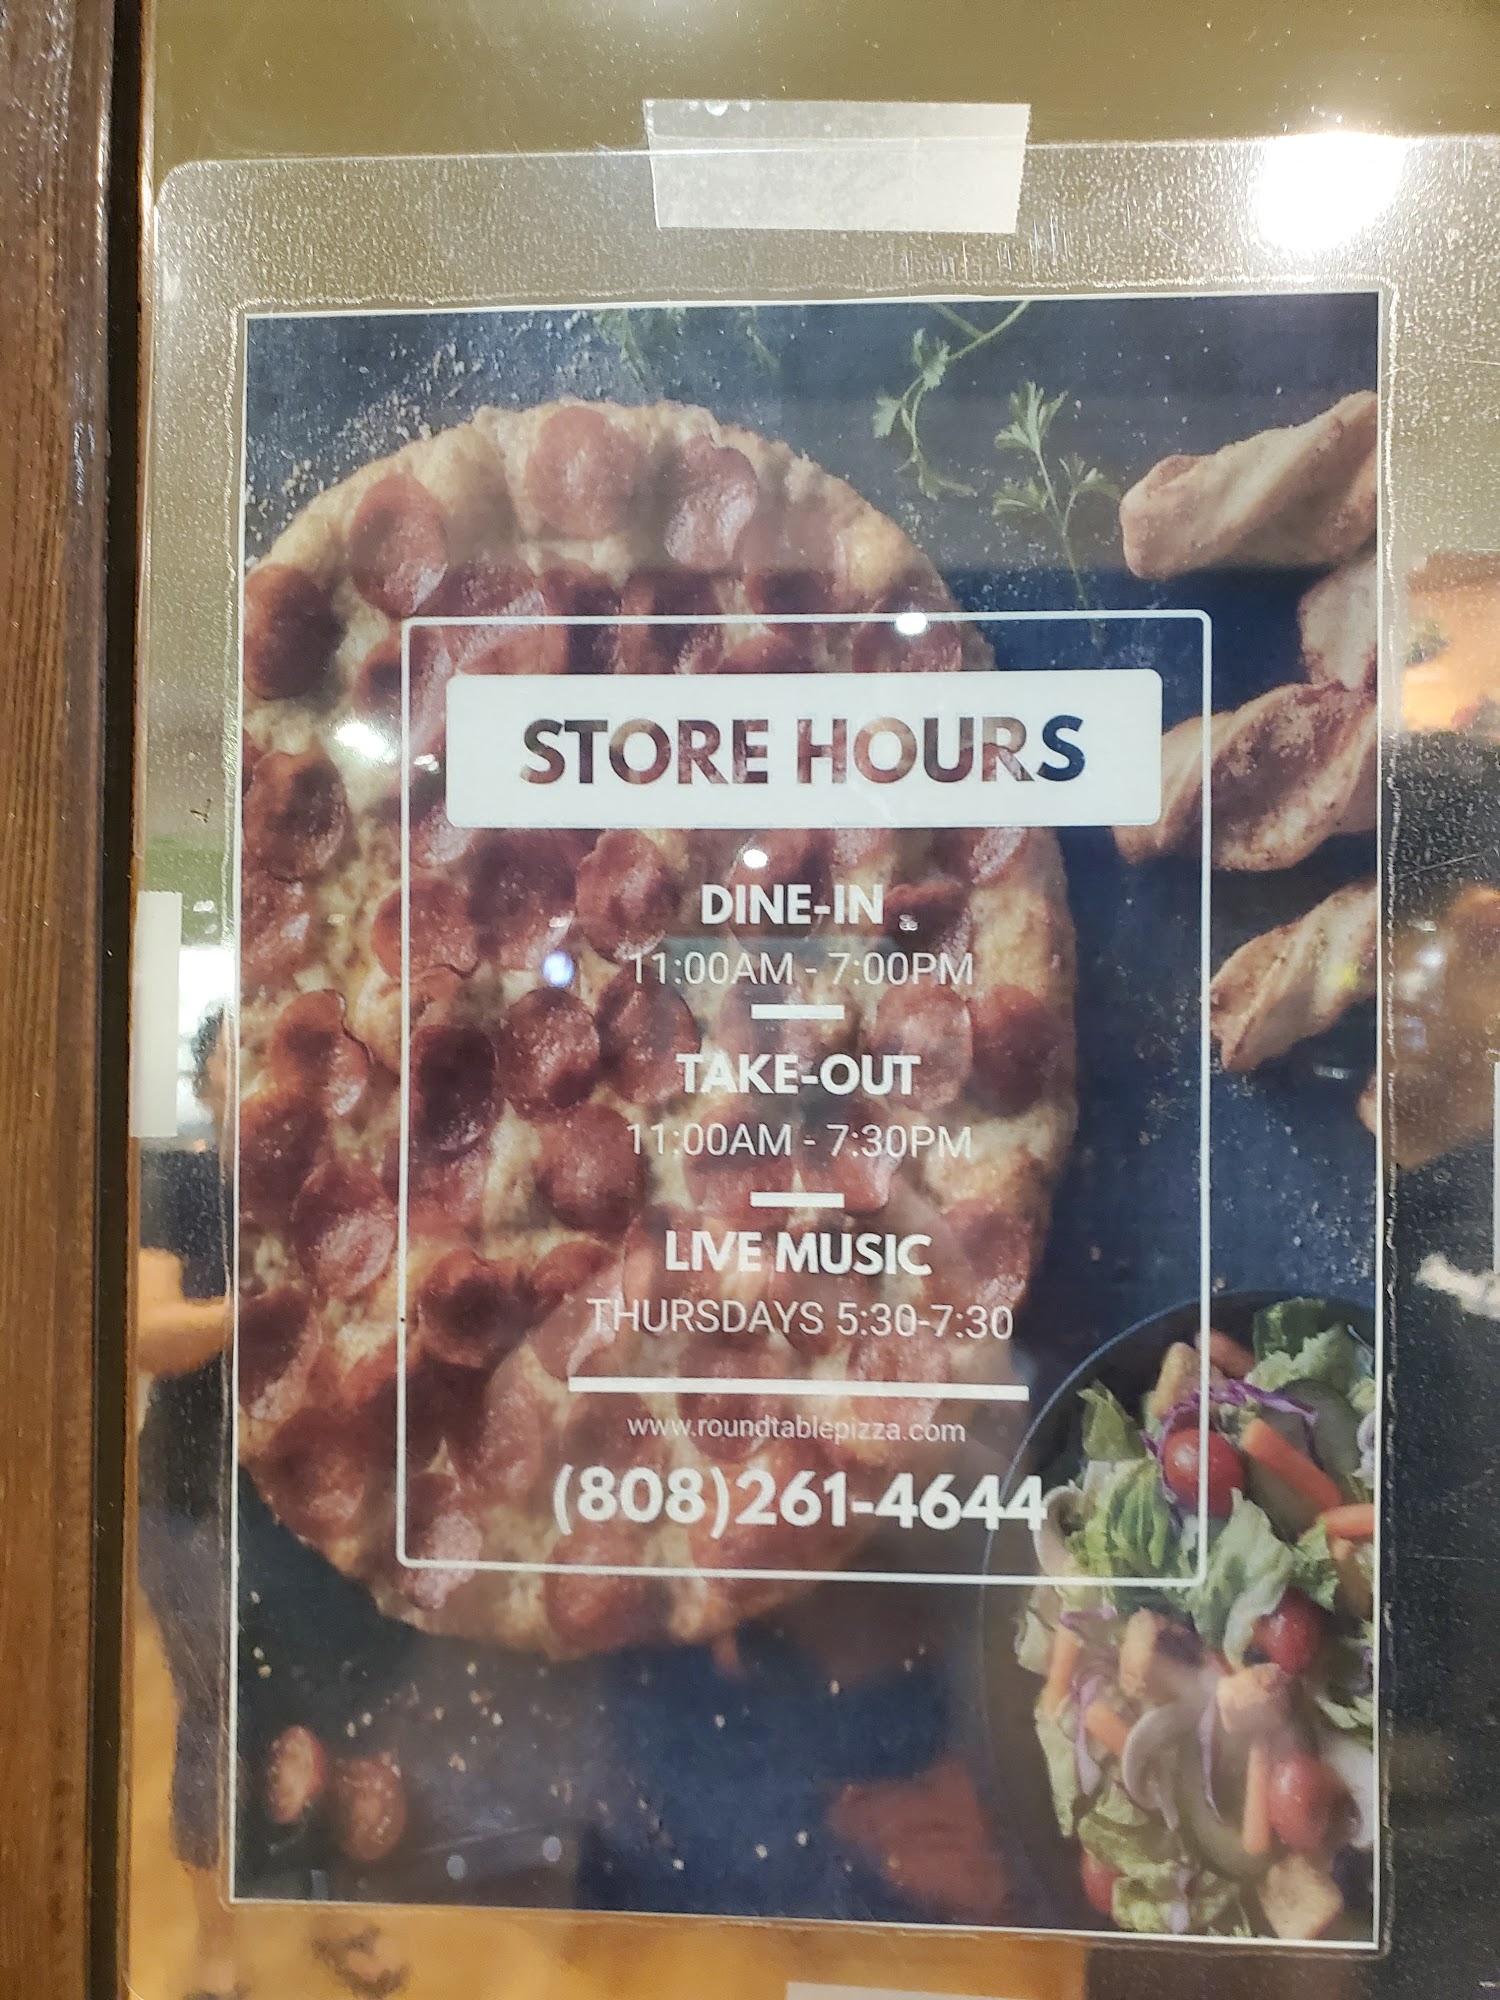 STORE HOURS
DINE-IN
11:00AM - 7:00PM
TAKE-OUT
11:00AM - 7:30PM
LIVE MUSIC
THURSDAYS 5:30-7:30
www.roundtablepizza.com
(808)261-4644